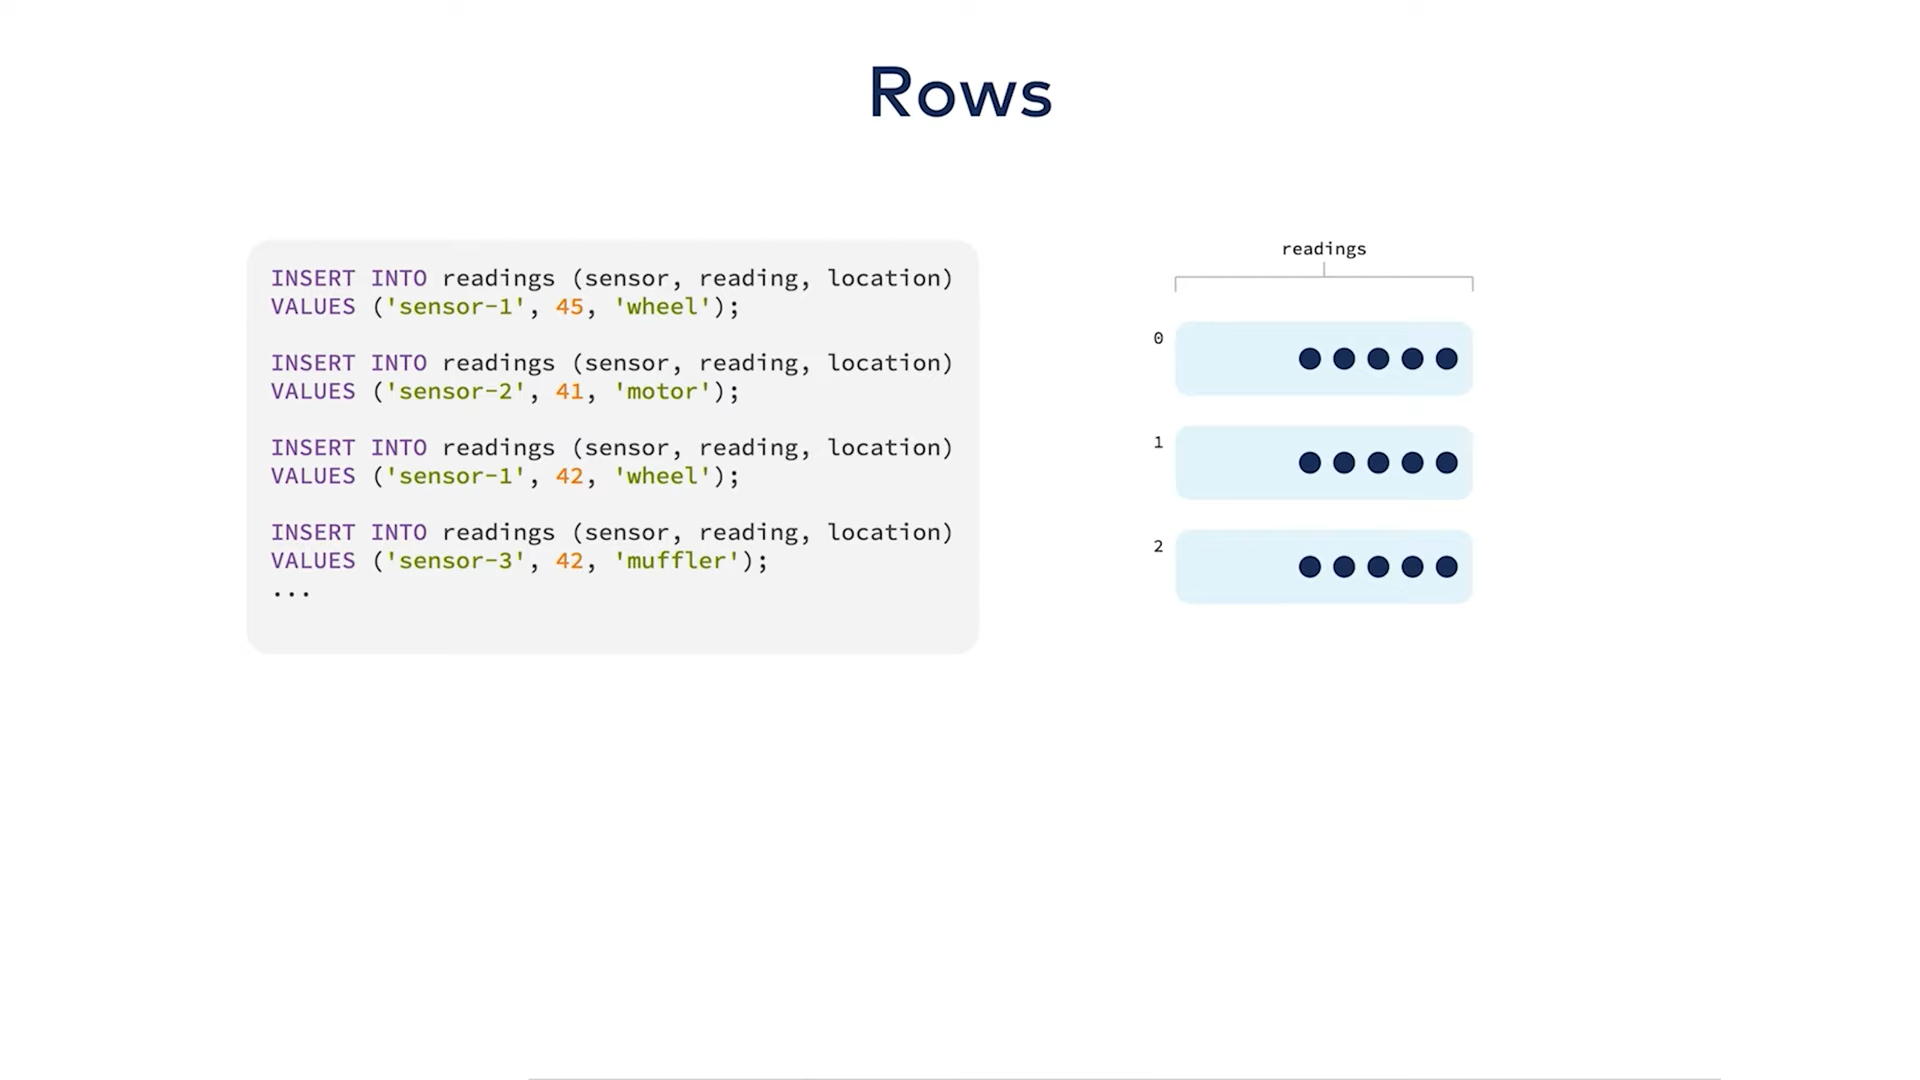 Rows
INSERT INTO readings (sensor, reading, location)
VALUES ('sensor-1', 45, 'wheel');
INSERT INTO readings (sensor, reading, location)
VALUES ('sensor-2', 41, 'motor');
INSERT INTO readings (sensor, reading, location)
VALUES ('sensor-1', 42, 'wheel');
INSERT INTO readings (sensor, reading, location)
VALUES ('sensor-3', 42, 'muffler');
...
readings
0
1
2